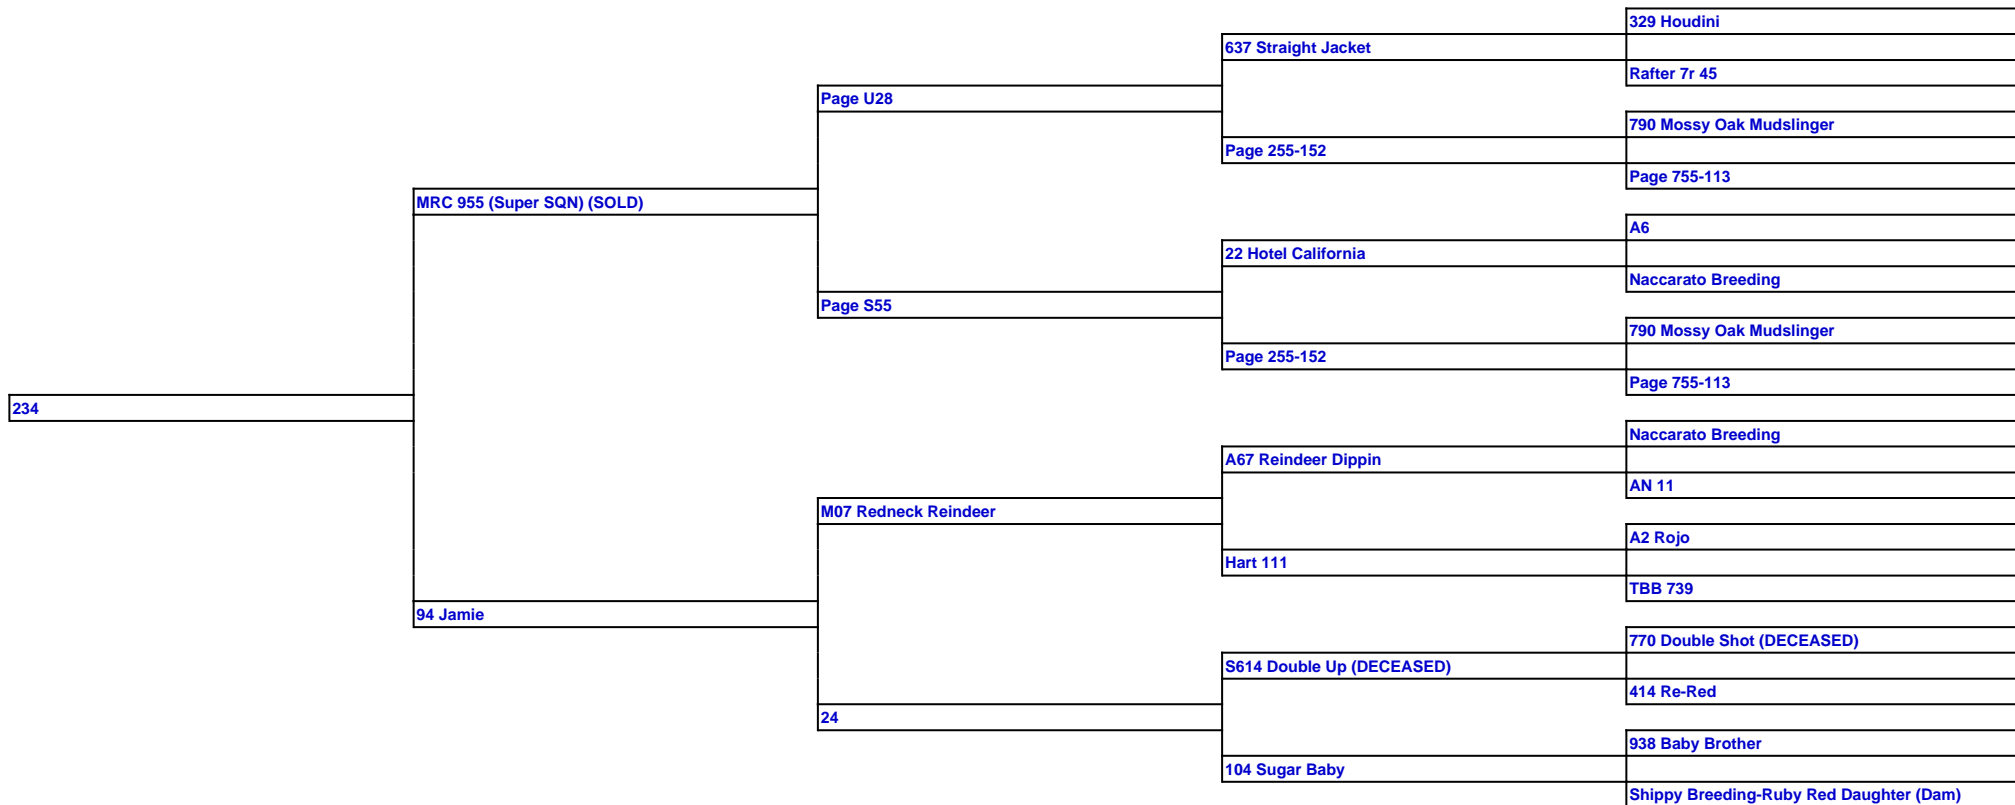 329 Houdini
637 Straight Jacket
Rafter 7r 45
Page U28
790 Mossy Oak Mudslinger
Page 255-152
Page 755-113
MRC 955 (Super SQN) (SOLD)
A6
22 Hotel California
Naccarato Breeding
Page S55
790 Mossy Oak Mudslinger
Page 255-152
Page 755-113
234
Naccarato Breeding
A67 Reindeer Dippin
AN 11
M07 Redneck Reindeer
A2 Rojo
Hart 111
TBB 739
94 Jamie
770 Double Shot (DECEASED)
S614 Double Up (DECEASED)
414 Re-Red
24
938 Baby Brother
104 Sugar Baby
Shippy Breeding-Ruby Red Daughter (Dam)